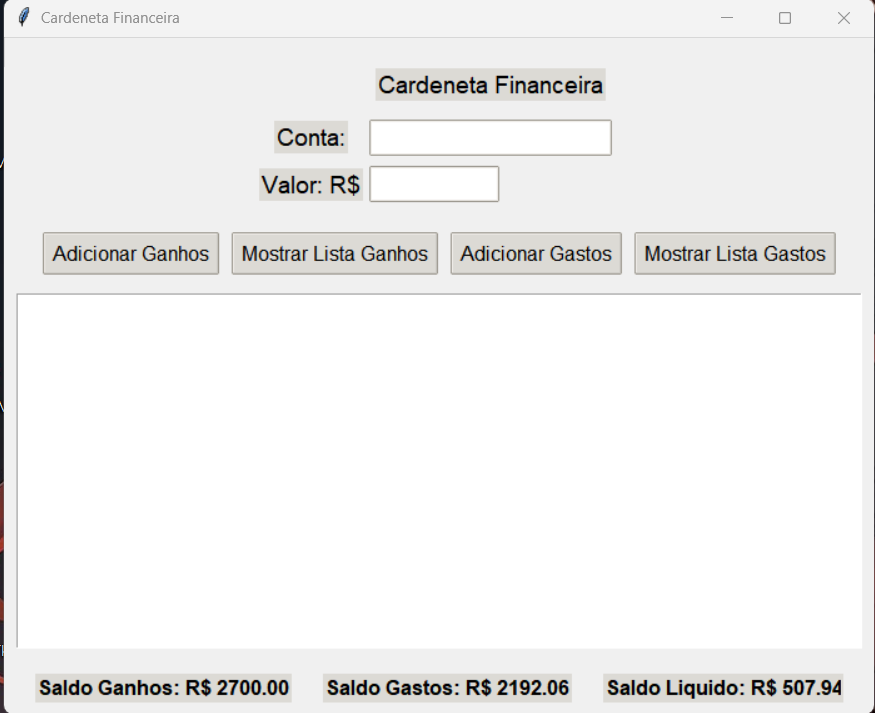 Cardeneta Financeira
Cardeneta Financeira
Conta:
Valor: R$
Adicionar Ganhos Mostrar Lista Ganhos Adicionar Gastos Mostrar Lista Gastos
Saldo Ganhos: R$ 2700.00 Saldo Gastos: R$ 2192.06 Saldo Liquido: R$ 507.94